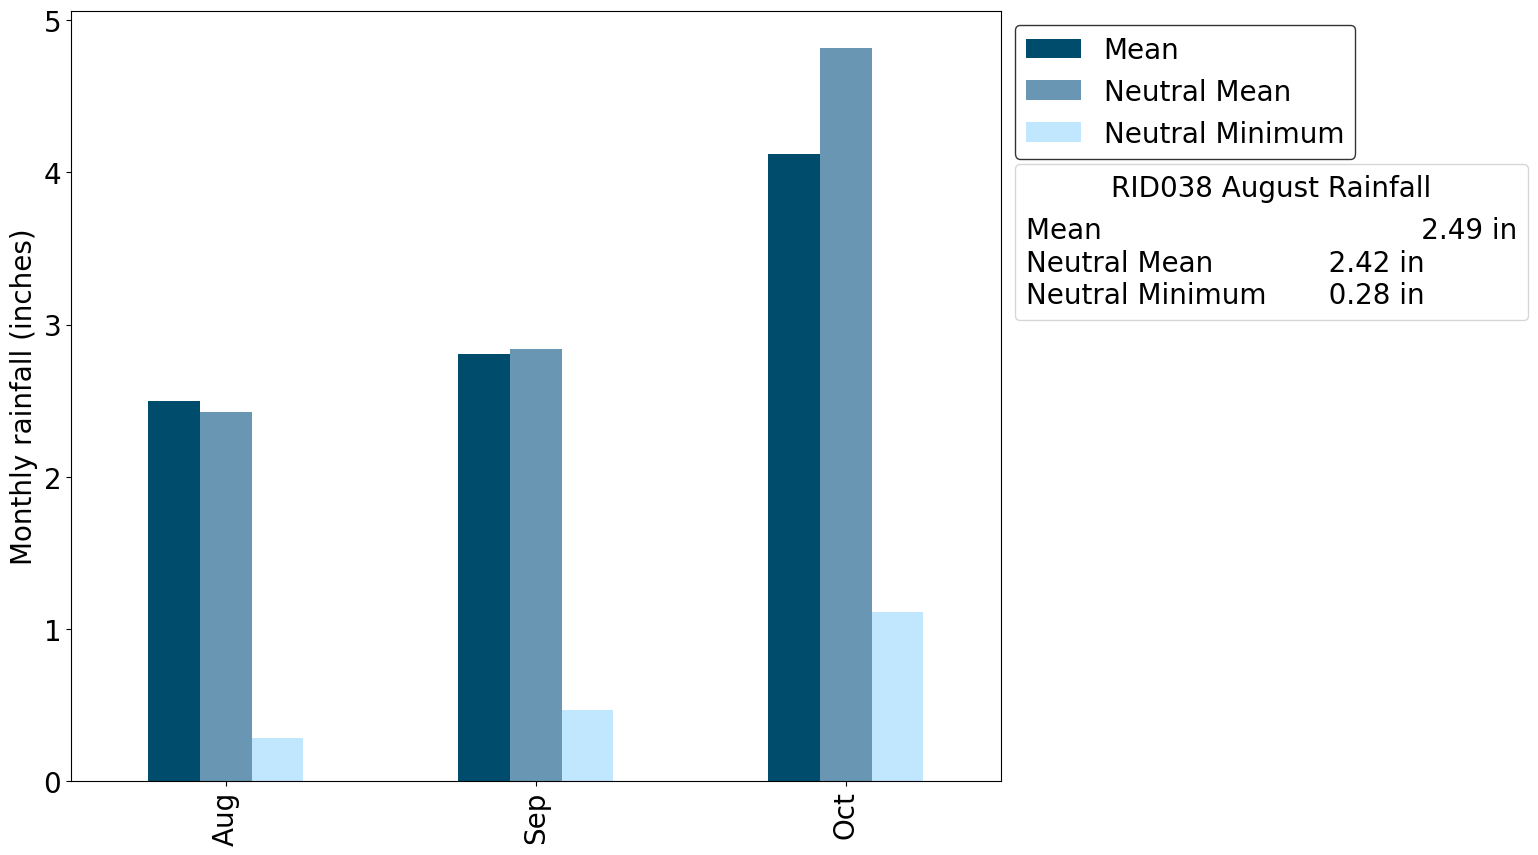 5
4
3
2
1
0
Monthly rainfall (inches)
Aug
Sep
Oct
Mean
Neutral Mean
Neutral Minimum
RID038 August Rainfall
Mean 2.49 in
Neutral Mean 2.42 in
Neutral Minimum 0.28 in